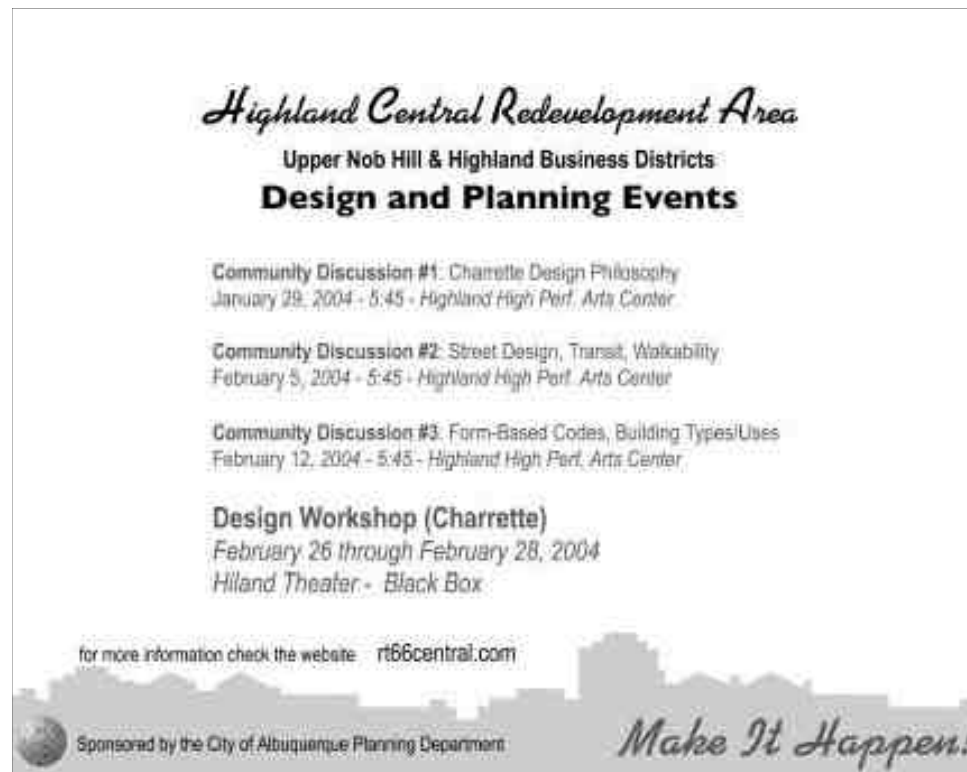 Highland Central Redevelopment Area
Upper Nob Hill & Highland Business Districts
Design and Planning Events
Community Discussion #1: Charrette Design Philosophy
January 29, 2004 - 5:45 - Highland High Perf. Arts Center
Community Discussion #2: Street Design, Transit, Walkability
February 5, 2004 - 5:45 - Highland High Perf. Arts Center
Community Discussion #3: Form-Based Codes, Building Types/Uses
February 12, 2004 - 5:45 - Highland High Perf. Arts Center
Design Workshop (Charrette)
February 26 through February 28, 2004
Hiland Theater - Black Box
for more information check the website rt66central.com
Sponsored by the City of Albuquerque Planning Department
Make It Happen!